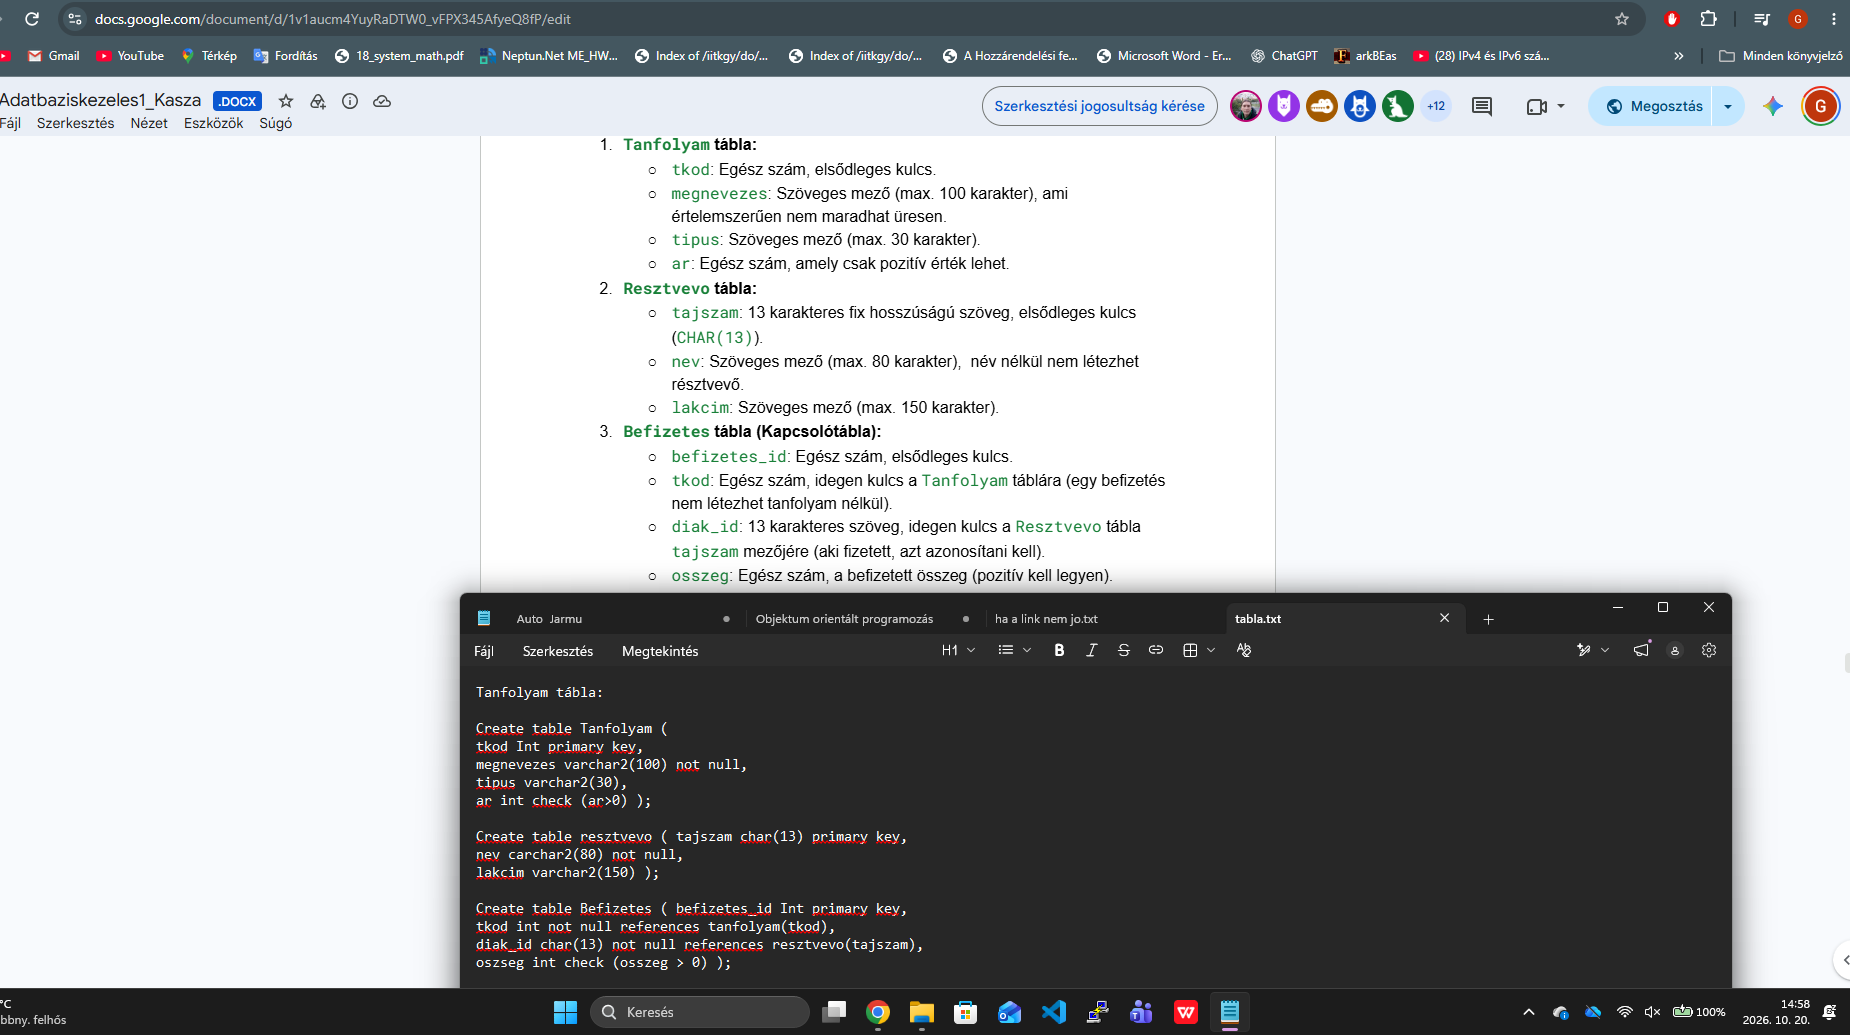 docs.google.com/document/d/1v1aucm4YuyRaDTW0_vFPX345AfyeQ8fP/edit
G
Gmail
YouTube
Térkép
Fordítás
18_system_math.pdf
Neptun.Net ME_HW...
Index of /iitkgy/do/...
Index of /iitkgy/do/...
A Hozzárendelési fe...
Microsoft Word - Er...
ChatGPT
arkBEas
(28) IPv4 és IPv6 szá...
»
Minden könyvjelző
Adatbaziskezeles1_Kasza
.DOCX
Szerkesztési jogosultság kérése
+12
Megosztás
G
Fájl Szerkesztés Nézet Eszközök Súgó
1. Tanfolyam tábla:
○ tkod: Egész szám, elsődleges kulcs.
○ megnevezes: Szöveges mező (max. 100 karakter), ami
értelemszerűen nem maradhat üresen.
○ tipus: Szöveges mező (max. 30 karakter).
○ ar: Egész szám, amely csak pozitív érték lehet.
2. Resztvevo tábla:
○ tajszam: 13 karakteres fix hosszúságú szöveg, elsődleges kulcs
(CHAR(13)).
○ nev: Szöveges mező (max. 80 karakter),  név nélkül nem létezhet
résztvevő.
○ lakcim: Szöveges mező (max. 150 karakter).
3. Befizetes tábla (Kapcsolótábla):
○ befizetes_id: Egész szám, elsődleges kulcs.
○ tkod: Egész szám, idegen kulcs a Tanfolyam táblára (egy befizetés
nem létezhet tanfolyam nélkül).
○ diak_id: 13 karakteres szöveg, idegen kulcs a Resztvevo tábla
tajszam mezőjére (aki fizetett, azt azonosítani kell).
○ osszeg: Egész szám, a befizetett összeg (pozitív kell legyen).
Auto Jarmu
Objektum orientált programozás
ha a link nem jo.txt
tabla.txt
Fájl Szerkesztés Megtekintés
H1
B
I
S
Tanfolyam tábla:
Create table Tanfolyam (
tkod Int primary key,
megnevezes varchar2(100) not null,
tipus varchar2(30),
ar int check (ar>0) );
Create table resztvevo ( tajszam char(13) primary key,
nev carchar2(80) not null,
lakcim varchar2(150) );
Create table Befizetes ( befizetes_id Int primary key,
tkod int not null references tanfolyam(tkod),
diak_id char(13) not null references resztvevo(tajszam),
oszseg int check (osszeg > 0) );
°C
bbny. felhős
Keresés
100%
14:58
2026. 10. 20.